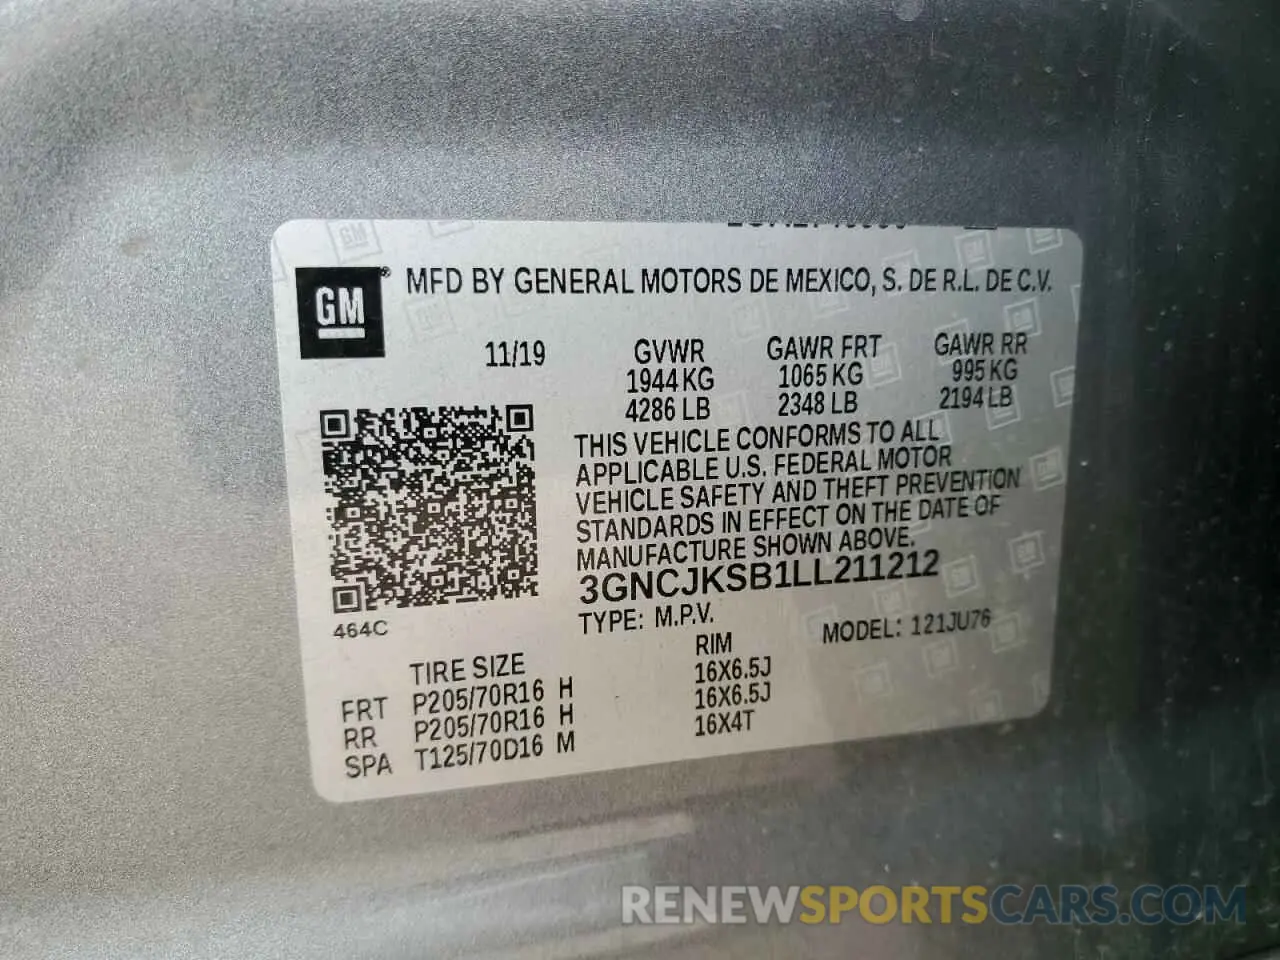 GM® MFD BY GENERAL MOTORS DE MEXICO, S. DE R.L. DE C.V.
11/19 GVWR GAWR FRT GAWR RR
1944 KG 1065 KG 995 KG
4286 LB 2348 LB 2194 LB
THIS VEHICLE CONFORMS TO ALL
APPLICABLE U.S. FEDERAL MOTOR
VEHICLE SAFETY AND THEFT PREVENTION
STANDARDS IN EFFECT ON THE DATE OF
MANUFACTURE SHOWN ABOVE.
3GNCJKSB1LL211212
464C
TYPE: M.P.V. MODEL: 121JU76
TIRE SIZE RIM
FRT P205/70R16 H 16X6.5J
RR P205/70R16 H 16X6.5J
SPA T125/70D16 M 16X4T
RENEWSPORTSCARS.COM